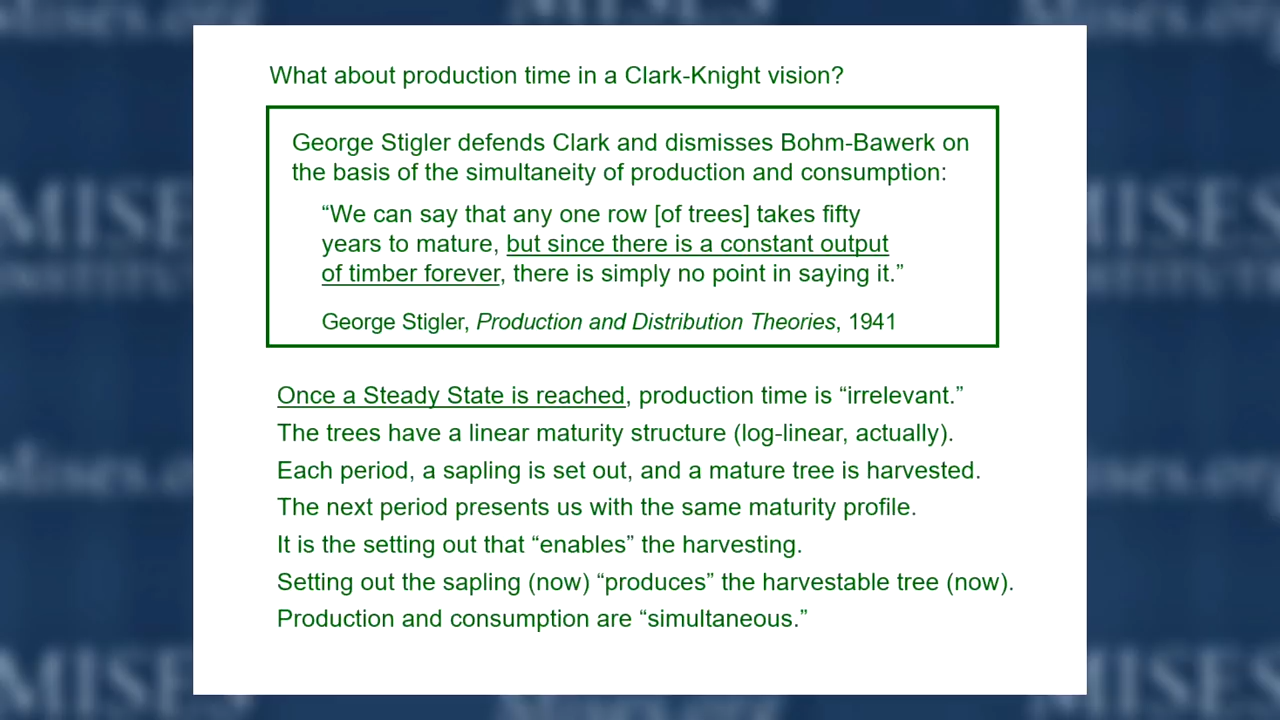 What about production time in a Clark-Knight vision?
George Stigler defends Clark and dismisses Bohm-Bawerk on
the basis of the simultaneity of production and consumption:
“We can say that any one row [of trees] takes fifty
years to mature, but since there is a constant output
of timber forever, there is simply no point in saying it.”
George Stigler, Production and Distribution Theories, 1941
Once a Steady State is reached, production time is “irrelevant.”
The trees have a linear maturity structure (log-linear, actually).
Each period, a sapling is set out, and a mature tree is harvested.
The next period presents us with the same maturity profile.
It is the setting out that “enables” the harvesting.
Setting out the sapling (now) “produces” the harvestable tree (now).
Production and consumption are “simultaneous.”